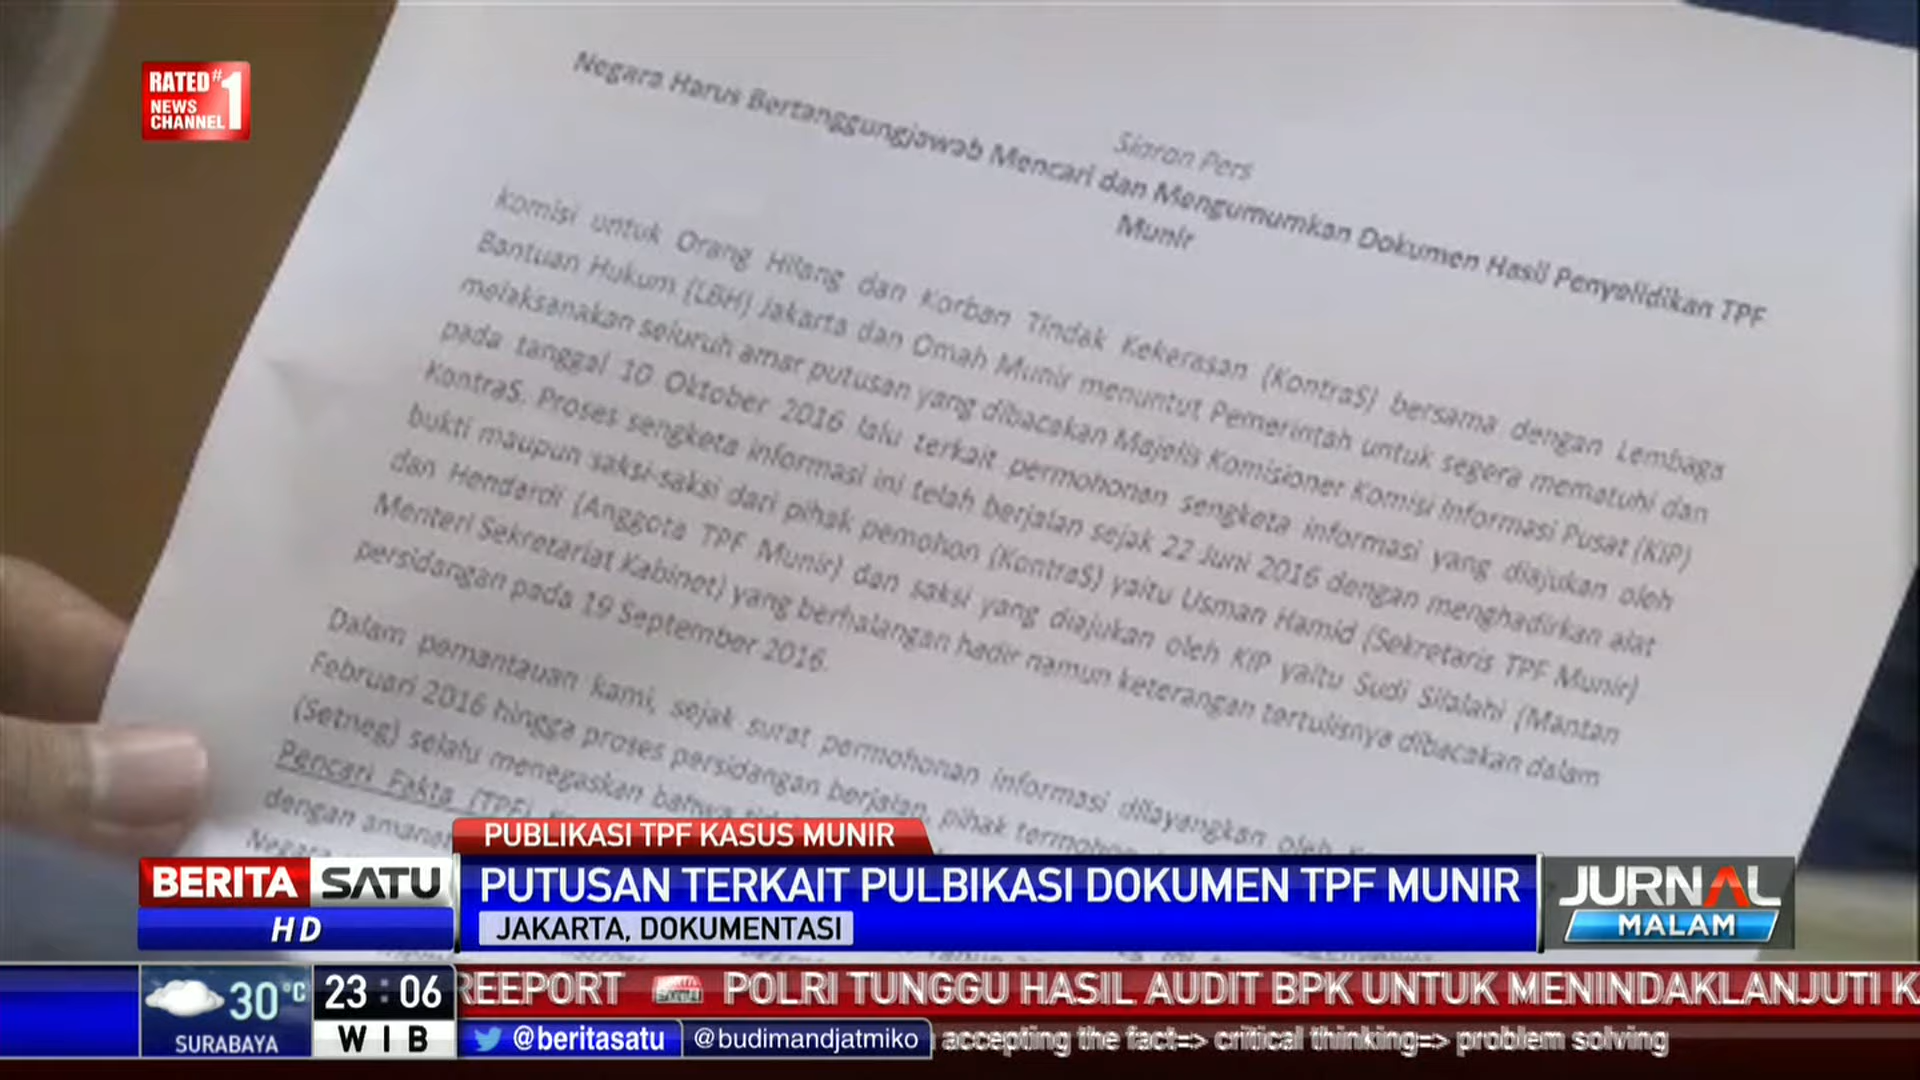 RATED #1
NEWS
CHANNEL
Siaran Pers
Negara Harus Bertanggungjawab Mencari dan Mengumumkan Dokumen Hasil Penyelidikan TPF
Munir
Komisi untuk Orang Hilang dan Korban Tindak Kekerasan (KontraS) bersama dengan Lembaga
Bantuan Hukum (LBH) Jakarta dan Omah Munir menuntut Pemerintah untuk segera mematuhi dan
melaksanakan seluruh amar putusan yang dibacakan Majelis Komisioner Komisi Informasi Pusat (KIP)
pada tanggal 10 Oktober 2016 lalu terkait permohonan sengketa informasi yang diajukan oleh
KontraS. Proses sengketa informasi ini telah berjalan sejak 22 Juni 2016 dengan menghadirkan alat
bukti maupun saksi-saksi dari pihak pemohon (KontraS) yaitu Usman Hamid (Sekretaris TPF Munir)
dan Hendardi (Anggota TPF Munir) dan saksi yang diajukan oleh KIP yaitu Sudi Silalahi (Mantan
Menteri Sekretariat Kabinet) yang berhalangan hadir namun keterangan tertulisnya dibacakan dalam
persidangan pada 19 September 2016.
Dalam pemantauan kami, sejak surat permohonan informasi dilayangkan oleh
Februari 2016 hingga proses persidangan berjalan, pihak termohon
(Setneg) selalu menegaskan bahwa
Pencari Fakta (TPF)
dengan amanat
Negara
PUBLIKASI TPF KASUS MUNIR
BERITA SATU
HD
PUTUSAN TERKAIT PULBIKASI DOKUMEN TPF MUNIR
JAKARTA, DOKUMENTASI
JURNAL
MALAM
30°C
SURABAYA
23:06
WIB
REEPORT POLRI TUNGGU HASIL AUDIT BPK UNTUK MENINDAKLANJUTI K
@beritasatu @budimandjatmiko accepting the fact=> critical thinking=> problem solving